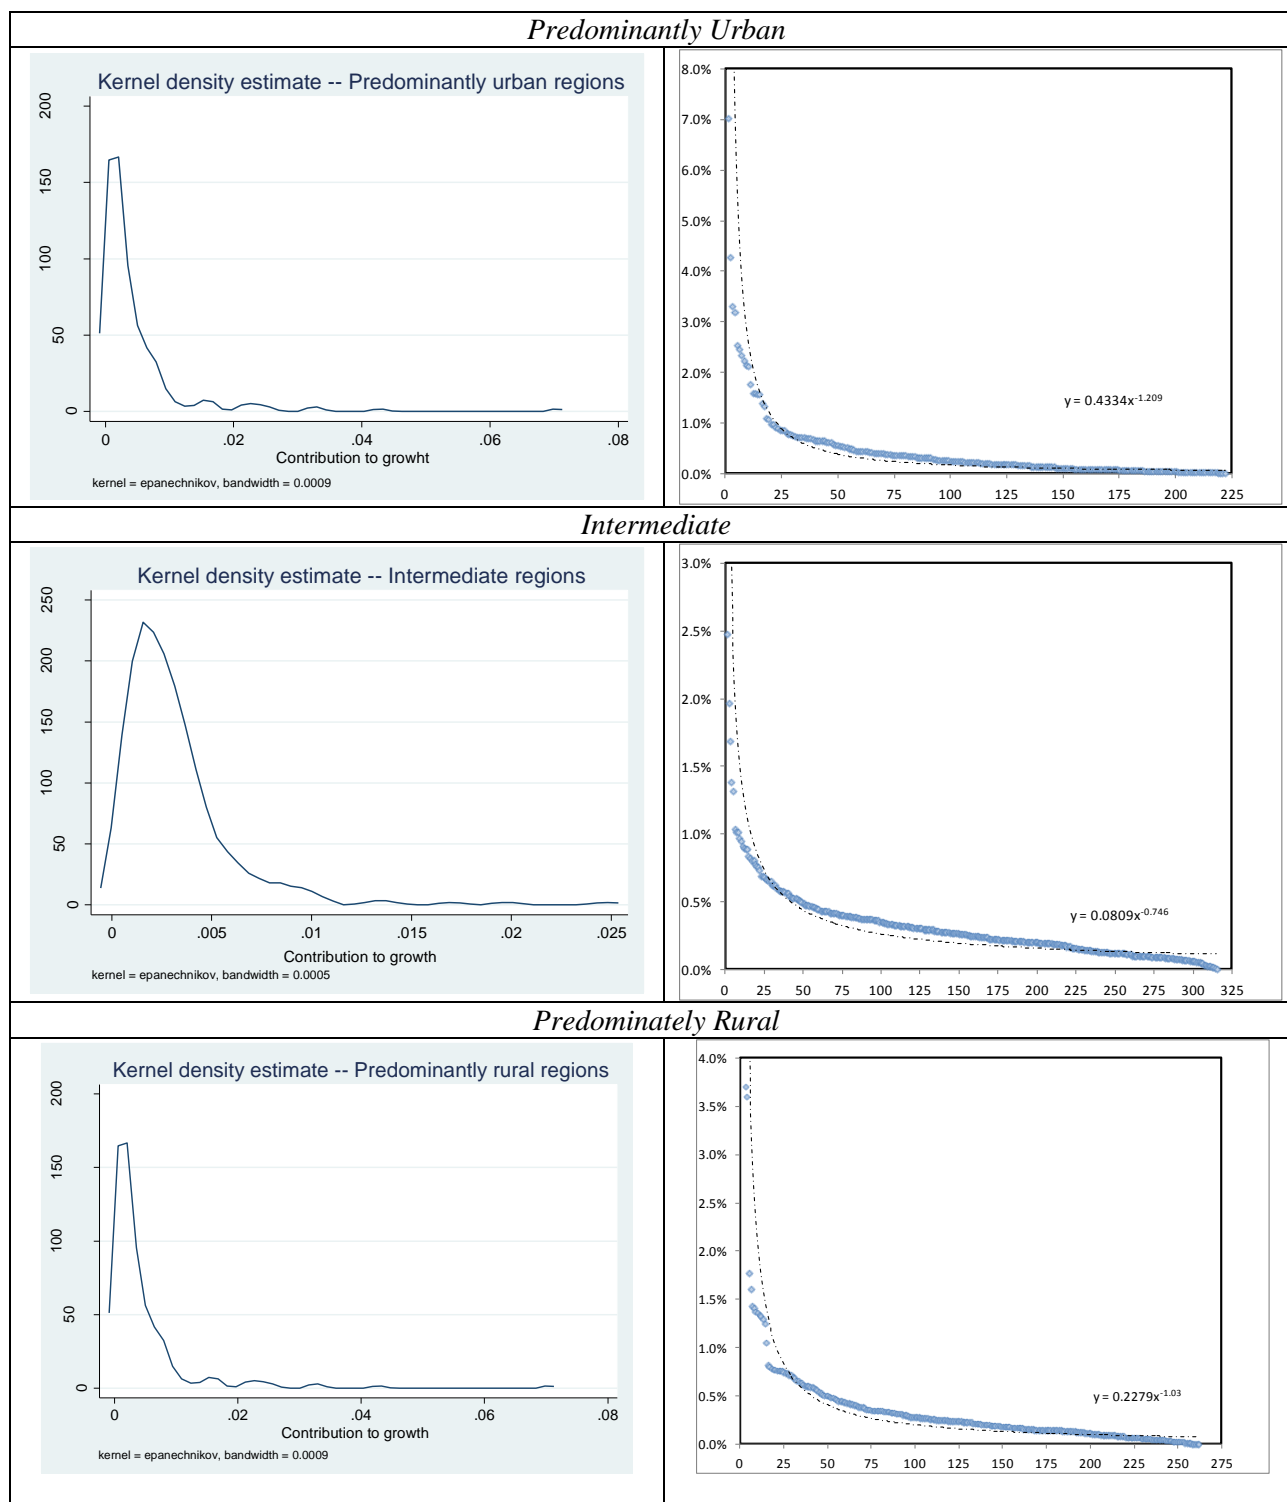 Predominantly Urban
Kernel density estimate -- Predominantly urban regions
200
150
100
50
0
0 .02 .04 .06 .08
Contribution to growht
kernel = epanechnikov, bandwidth = 0.0009
8.0%
7.0%
6.0%
5.0%
4.0%
3.0%
2.0%
1.0%
0.0%
y = 0.4334x^-1.209
0 25 50 75 100 125 150 175 200 225
Intermediate
Kernel density estimate -- Intermediate regions
250
200
150
100
50
0
0 .005 .01 .015 .02 .025
Contribution to growth
kernel = epanechnikov, bandwidth = 0.0005
3.0%
2.5%
2.0%
1.5%
1.0%
0.5%
0.0%
y = 0.0809x^-0.746
0 25 50 75 100 125 150 175 200 225 250 275 300 325
Predominately Rural
Kernel density estimate -- Predominantly rural regions
200
150
100
50
0
0 .02 .04 .06 .08
Contribution to growth
kernel = epanechnikov, bandwidth = 0.0009
4.0%
3.5%
3.0%
2.5%
2.0%
1.5%
1.0%
0.5%
0.0%
y = 0.2279x^-1.03
0 25 50 75 100 125 150 175 200 225 250 275